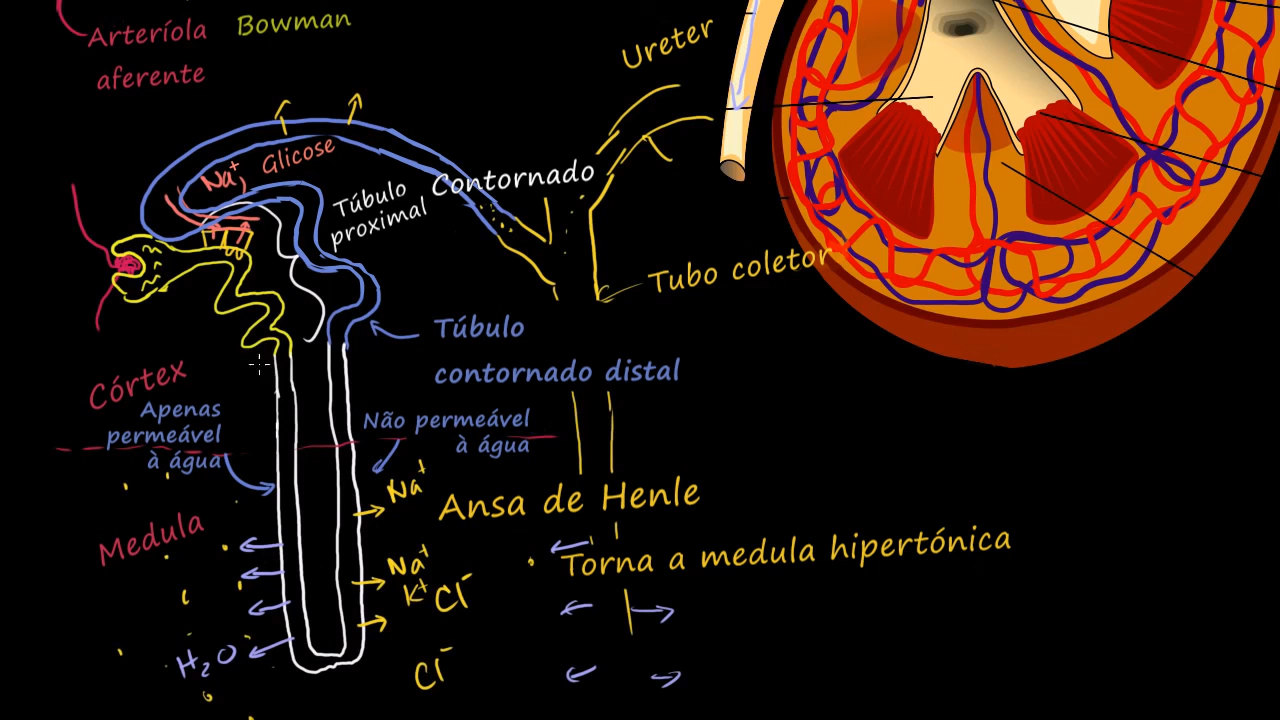 Arteríola
aferente
Bowman
Ureter
Na⁺, Glicose
Túbulo
proximal
Contornado
Tubo coletor
Túbulo
contornado distal
Córtex
Apenas
permeável
à água
Não permeável
à água
Na⁺
Ansa de Henle
Medula
Torna a medula hipertónica
Na⁺
K⁺ Cl⁻
H₂O
Cl⁻